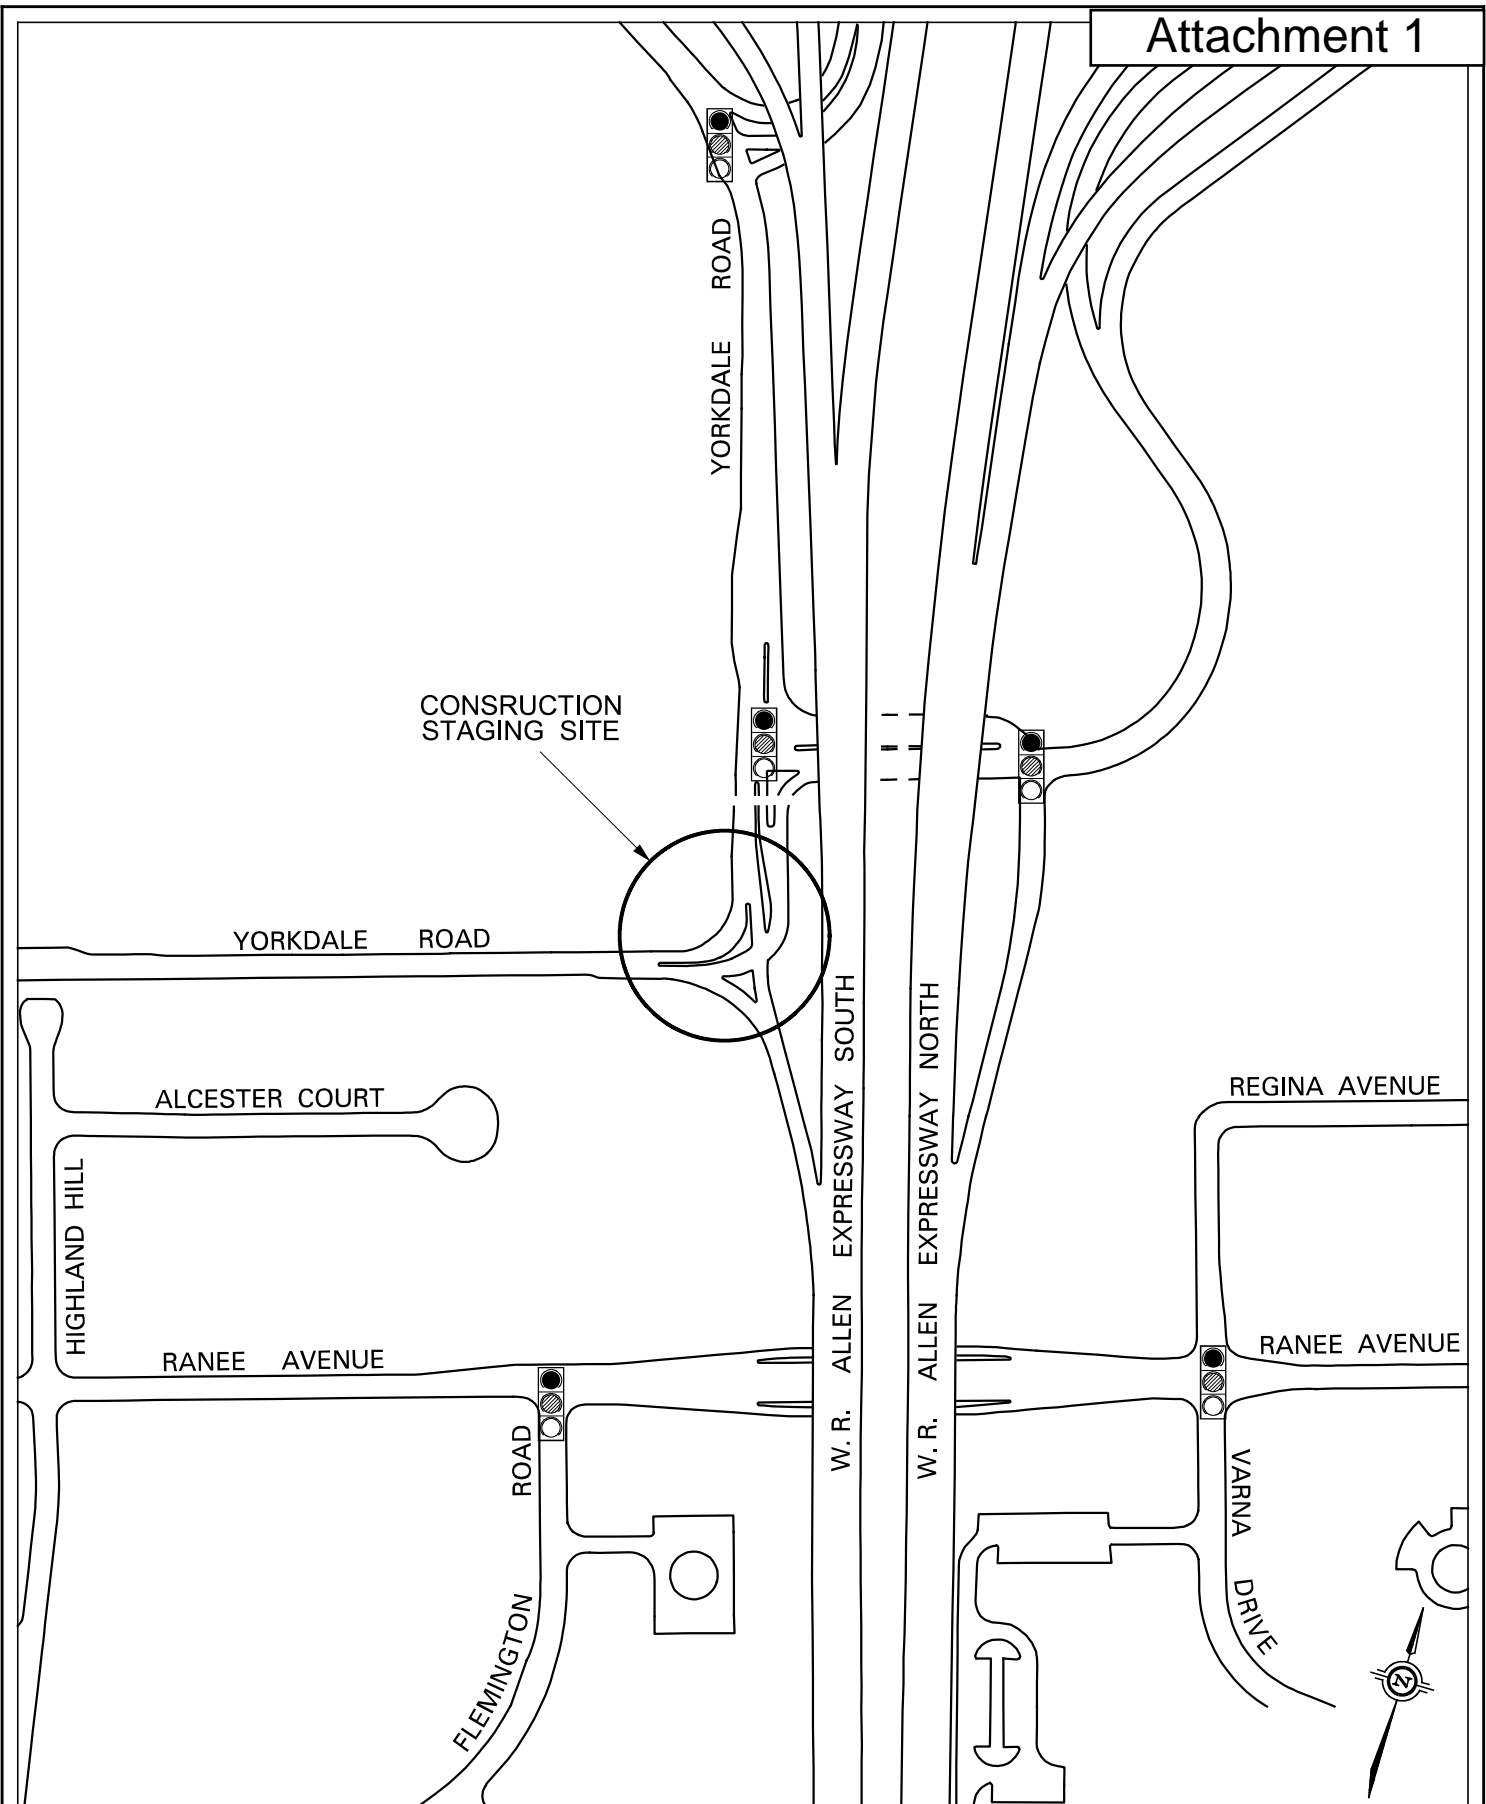 Attachment 1
YORKDALE ROAD
CONSRUCTION
STAGING SITE
YORKDALE ROAD
ALCESTER COURT
HIGHLAND HILL
RANEE AVENUE
FLEMINGTON ROAD
W. R. ALLEN EXPRESSWAY SOUTH
W. R. ALLEN EXPRESSWAY NORTH
REGINA AVENUE
RANEE AVENUE
VARNA DRIVE
N